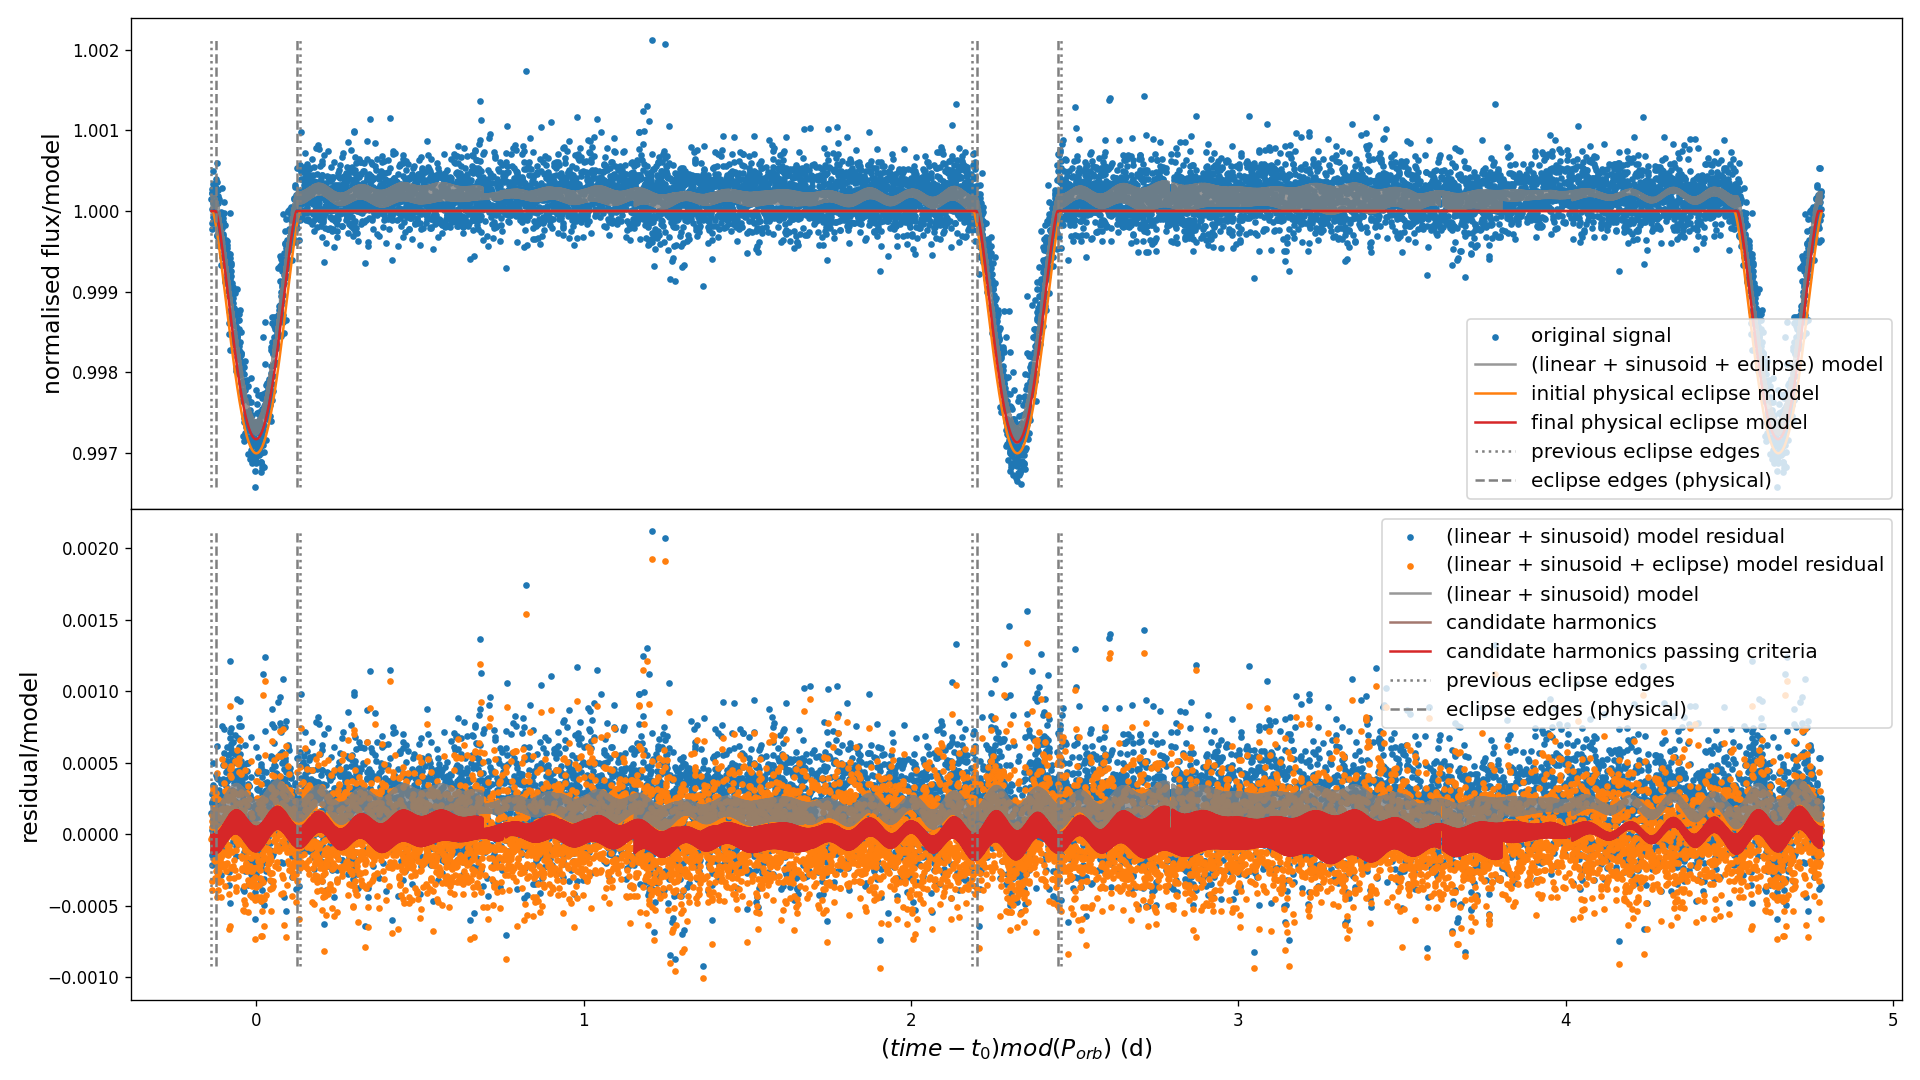 normalised flux/model
1.002
1.001
1.000
0.999
0.998
0.997
original signal
(linear + sinusoid + eclipse) model
initial physical eclipse model
final physical eclipse model
previous eclipse edges
eclipse edges (physical)
residual/model
0.0020
0.0015
0.0010
0.0005
0.0000
−0.0005
−0.0010
(linear + sinusoid) model residual
(linear + sinusoid + eclipse) model residual
(linear + sinusoid) model
candidate harmonics
candidate harmonics passing criteria
previous eclipse edges
eclipse edges (physical)
0 1 2 3 4 5
(time − t₀)mod(Pₒᵣb) (d)